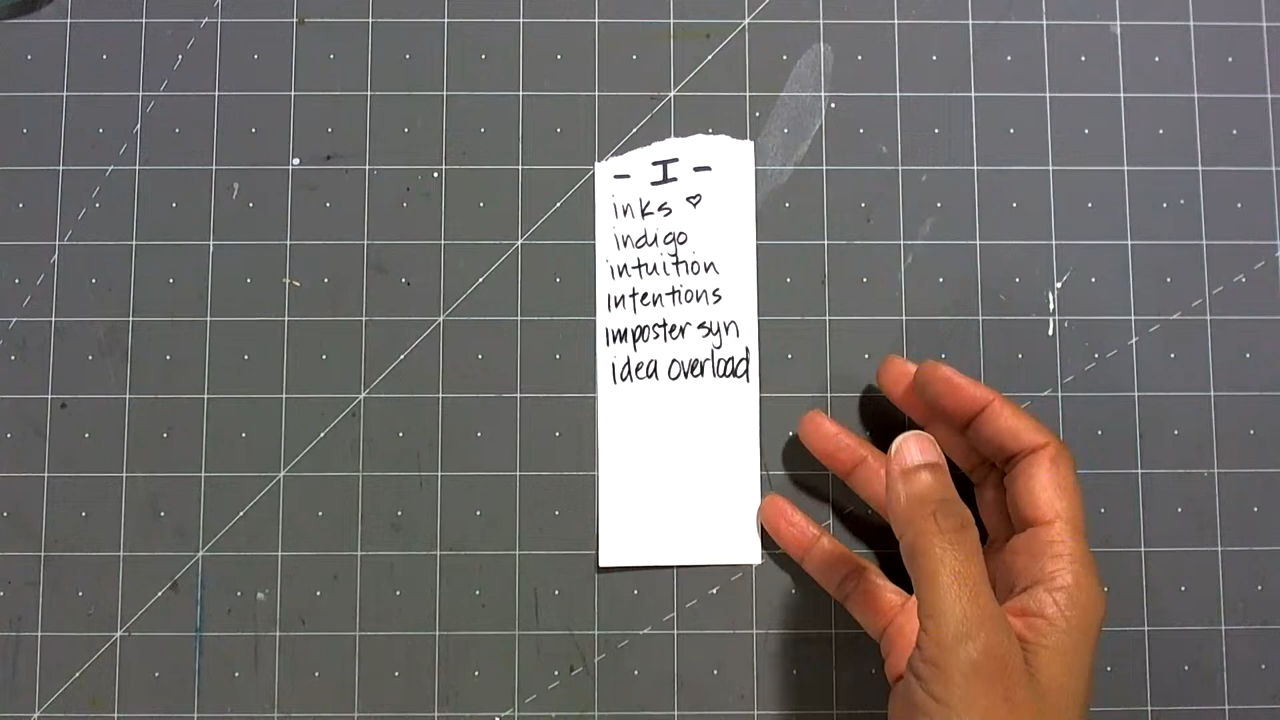 - I -
inks ♡
indigo
intuition
intentions
imposter syn
idea overload